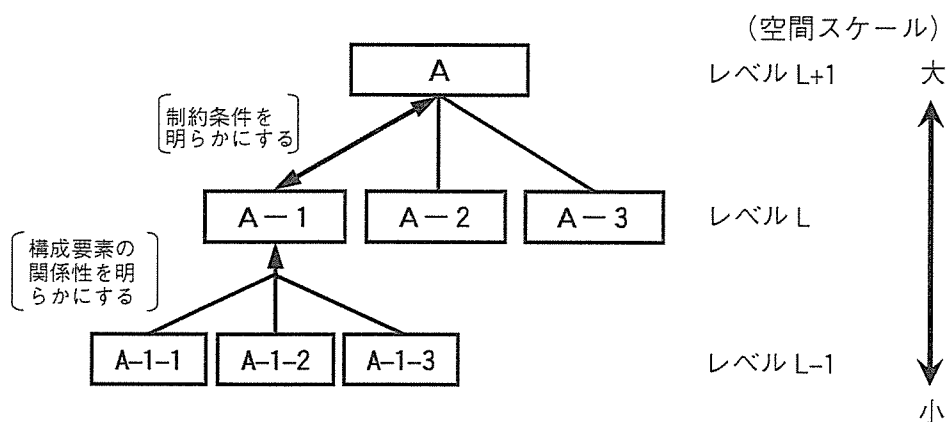 （空間スケール）
A
レベル L+1
大
制約条件を
明らかにする
A－1
A－2
A－3
レベル L
構成要素の
関係性を明
らかにする
A–1–1
A–1–2
A–1–3
レベル L–1
小